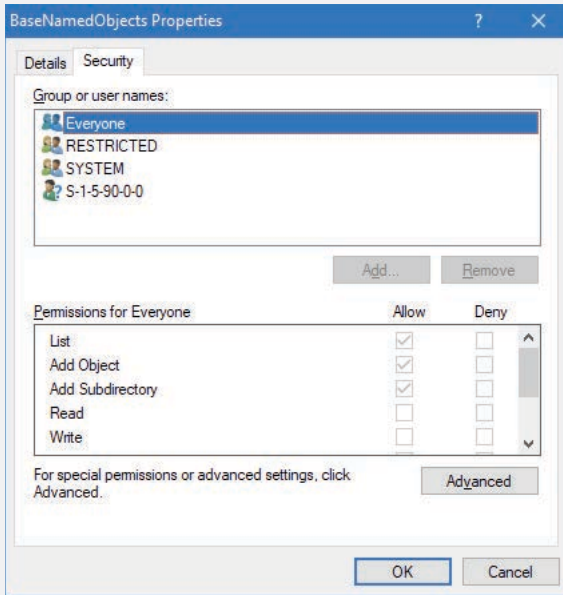 BaseNamedObjects Properties ? ×
Details Security
Group or user names:
Everyone
RESTRICTED
SYSTEM
S-1-5-90-0-0
Add... Remove
Permissions for Everyone Allow Deny
List
Add Object
Add Subdirectory
Read
Write
For special permissions or advanced settings, click
Advanced. Advanced
OK Cancel